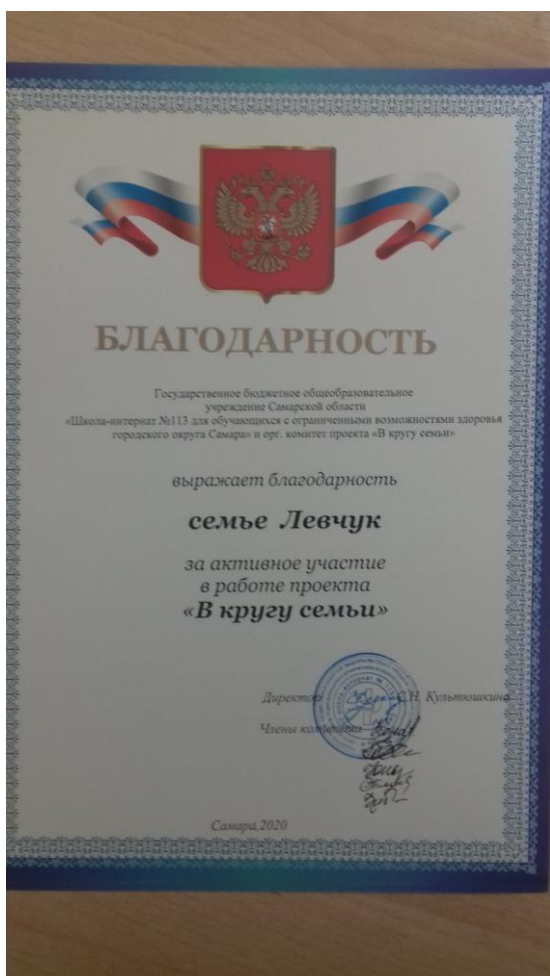 БЛАГОДАРНОСТЬ
Государственное бюджетное общеобразовательное
учреждение Самарской области
«Школа-интернат №113 для обучающихся с ограниченными возможностями здоровья
городского округа Самара» и орг. комитет проекта «В кругу семьи»
выражает благодарность
семье Левчук
за активное участие
в работе проекта
«В кругу семьи»
Директор С.Н. Культюшкина
Члены комитета
Самара,2020